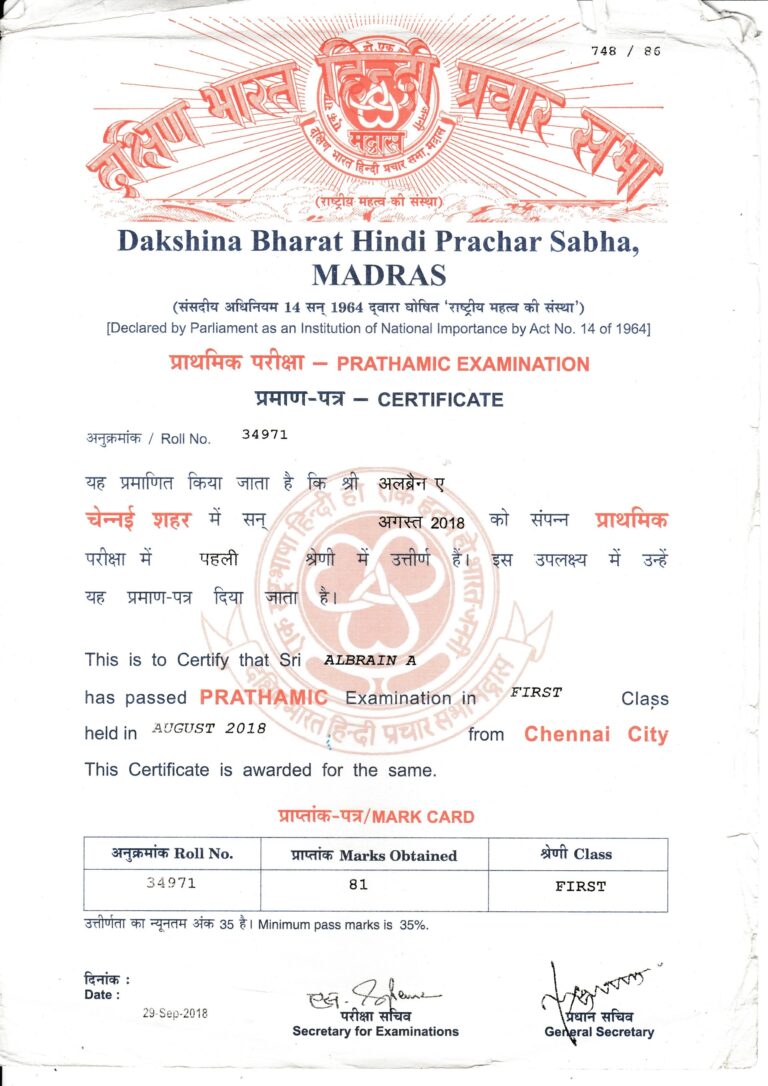 748 / 86
दक्षिण भारत हिन्दी प्रचार सभा
मद्रास
दक्षिण भारत हिन्दी प्रचार सभा, मद्रास
(राष्ट्रीय महत्व की संस्था)
Dakshina Bharat Hindi Prachar Sabha,
MADRAS
(संसदीय अधिनियम 14 सन् 1964 द्वारा घोषित ‘राष्ट्रीय महत्व की संस्था’)
[Declared by Parliament as an Institution of National Importance by Act No. 14 of 1964]
प्राथमिक परीक्षा – PRATHAMIC EXAMINATION
प्रमाण-पत्र – CERTIFICATE
अनुक्रमांक / Roll No. 34971
यह प्रमाणित किया जाता है कि श्री अलब्रैन ए
चेन्नई शहर में सन् अगस्त 2018 को संपन्न प्राथमिक
परीक्षा में पहली श्रेणी में उत्तीर्ण हैं। इस उपलक्ष्य में उन्हें
यह प्रमाण-पत्र दिया जाता है।
This is to Certify that Sri ALBRAIN A
has passed PRATHAMIC Examination in FIRST Class
held in AUGUST 2018 from Chennai City
This Certificate is awarded for the same.
प्राप्तांक-पत्र/MARK CARD
अनुक्रमांक Roll No. प्राप्तांक Marks Obtained श्रेणी Class
34971 81 FIRST
उत्तीर्णता का न्यूनतम अंक 35 है। Minimum pass marks is 35%.
दिनांक :
Date :
29-Sep-2018
परीक्षा सचिव
Secretary for Examinations
प्रधान सचिव
General Secretary